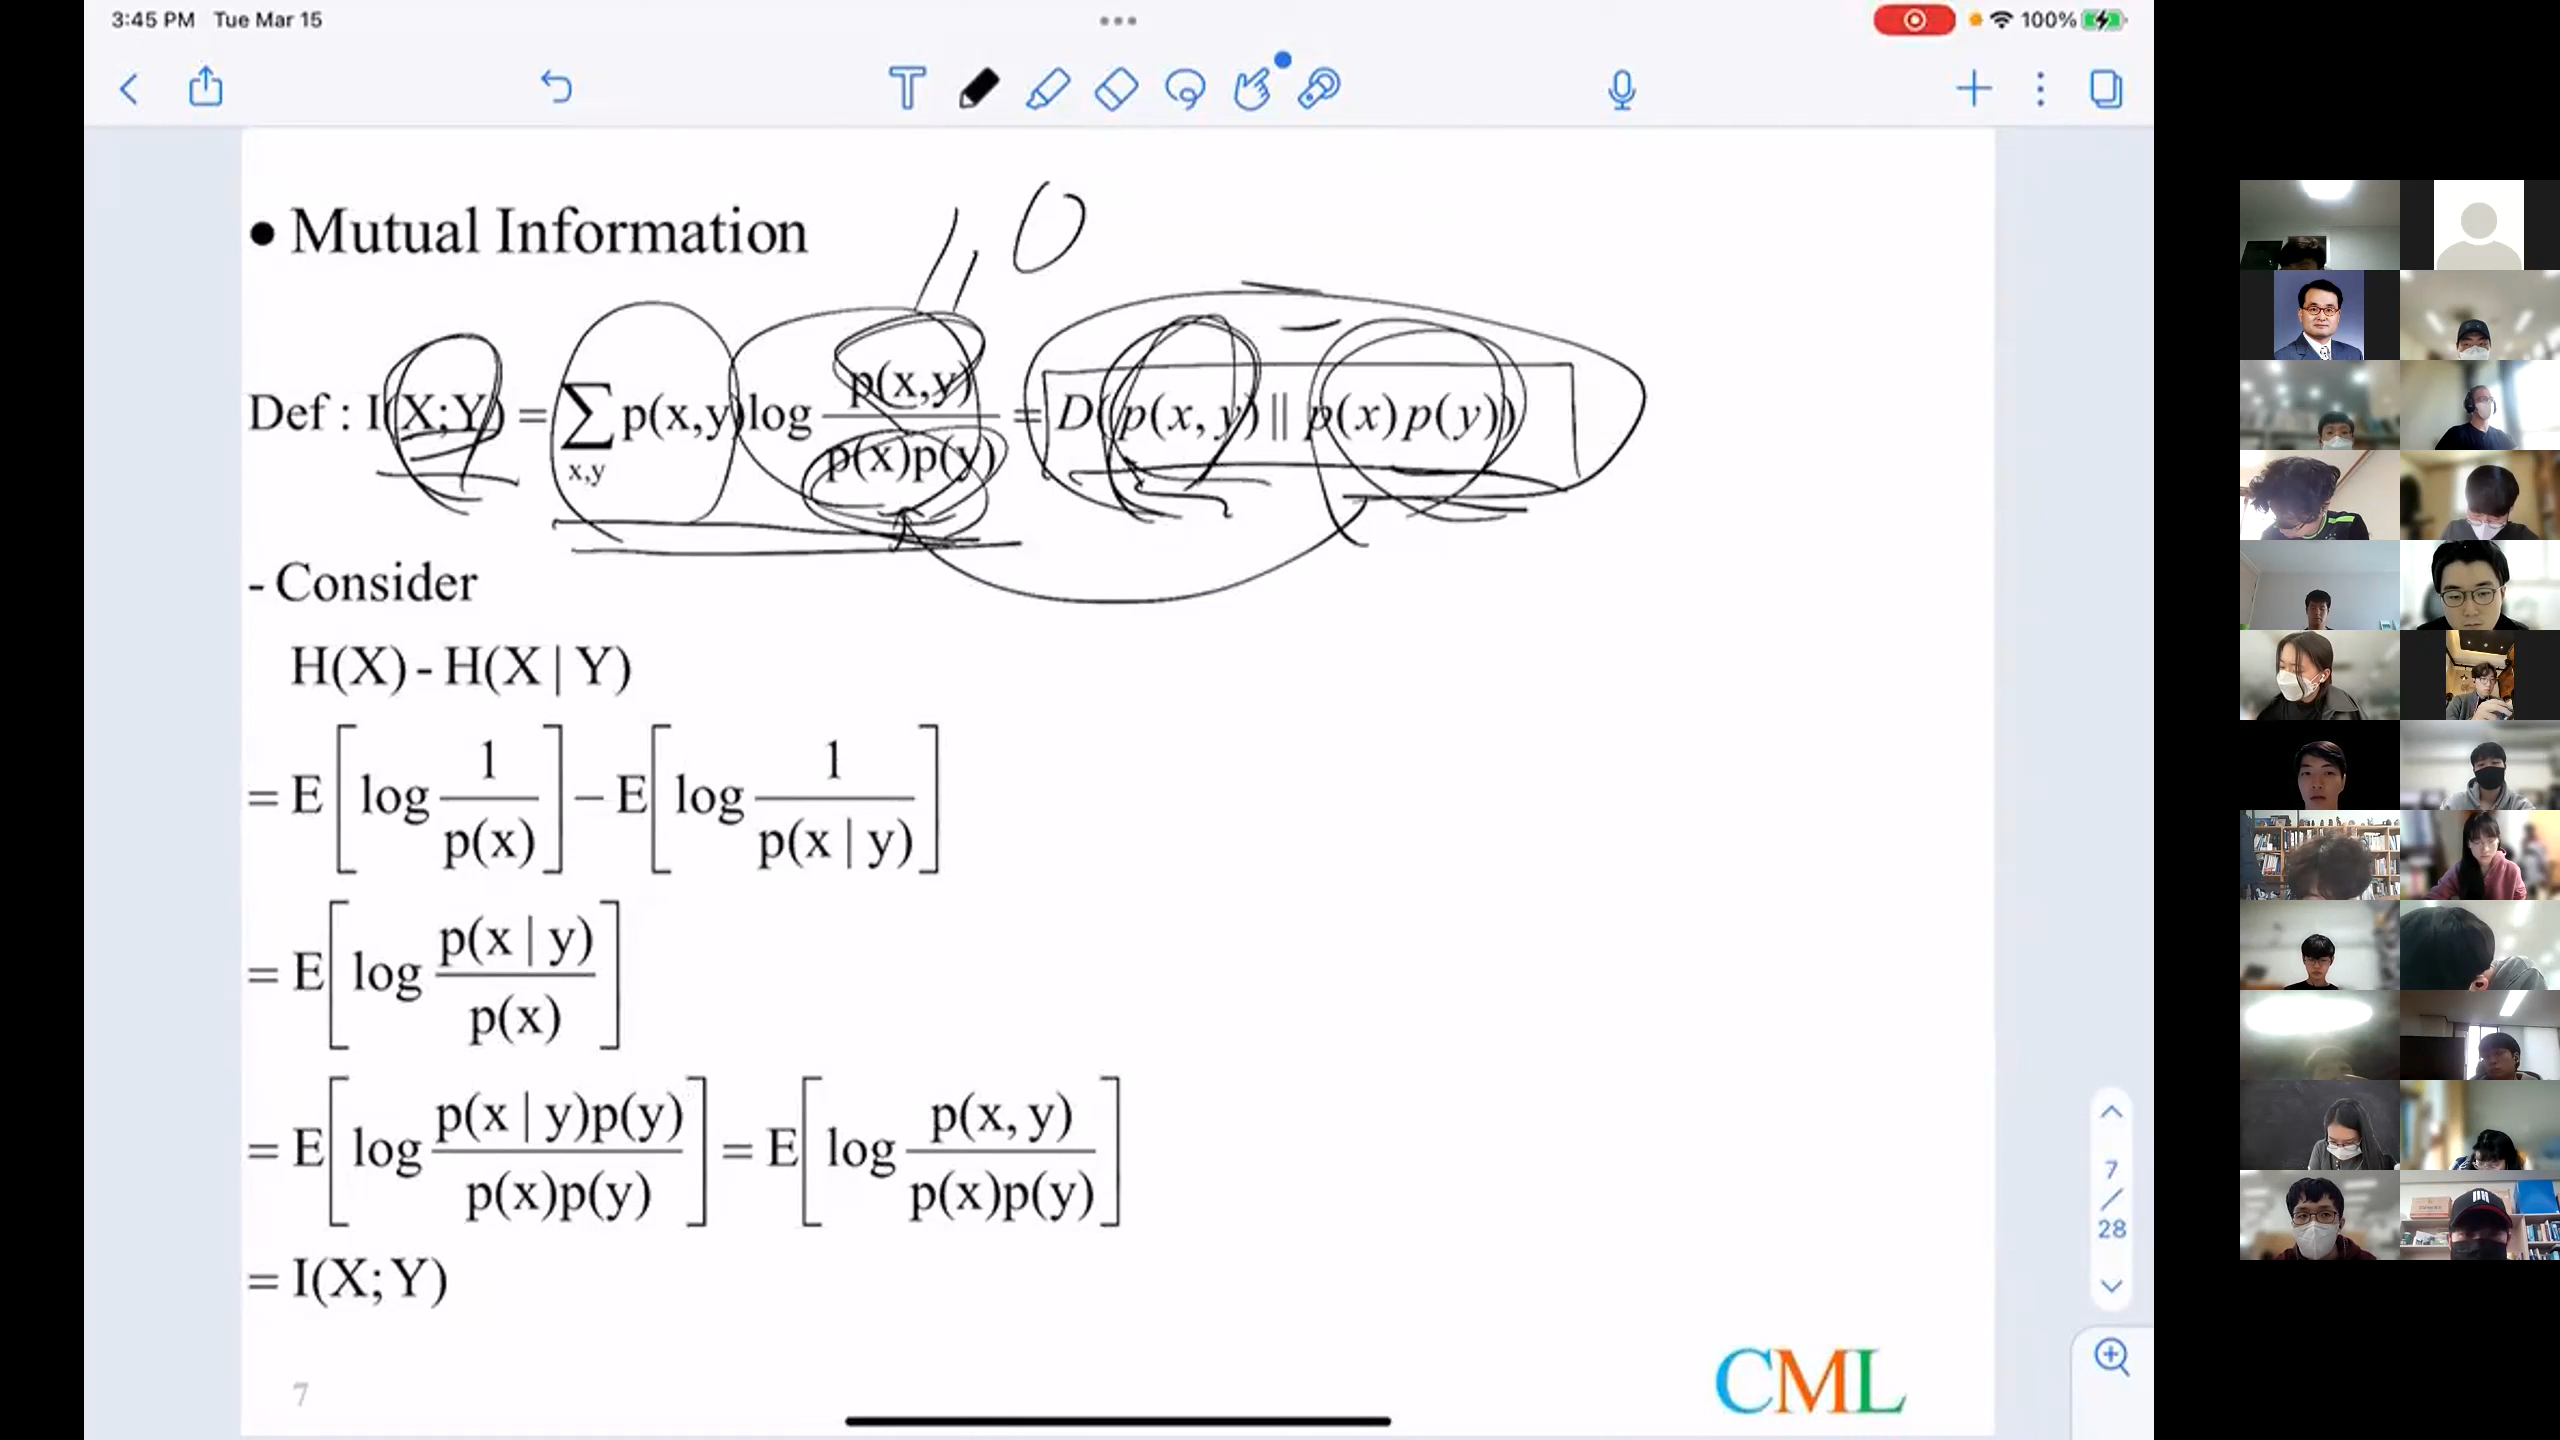 3:45 PM Tue Mar 15
100%
• Mutual Information
0
Def : I(X;Y) = ∑ p(x,y)log p(x,y) / p(x)p(y) = D((p(x, y) || p(x) p(y))
x,y
- Consider
H(X) - H(X | Y)
= E[ log 1 / p(x) ] − E[ log 1 / p(x | y) ]
= E[ log p(x | y) / p(x) ]
= E[ log p(x | y)p(y) / p(x)p(y) ] = E[ log p(x, y) / p(x)p(y) ]
= I(X; Y)
7
/
28
7
CML